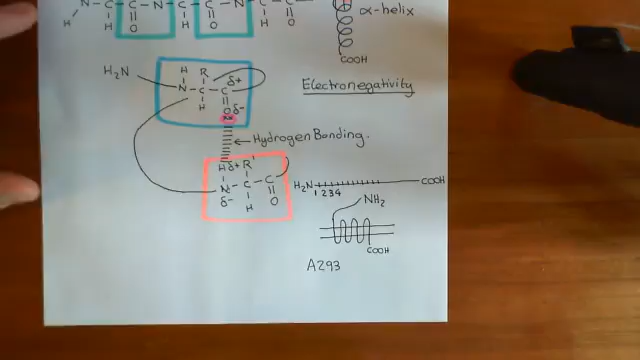 N - C - C - N - C - C - N - C - C
H H O H O H O
α-helix
COOH
H₂N
H R δ+
N - C - C
H O δ-
Electronegativity
Hydrogen Bonding.
H δ+ R'
N - C - C
δ- H O
H₂N 1 2 3 4 COOH
NH₂
COOH
A293